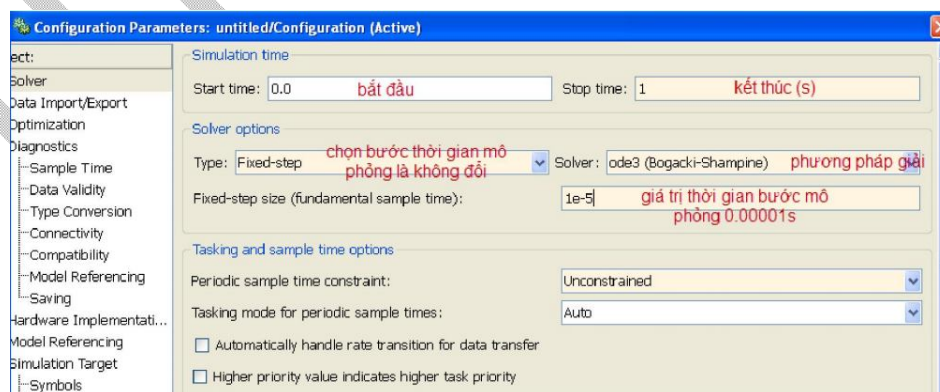 Configuration Parameters: untitled/Configuration (Active)
ect:
Solver
Data Import/Export
Optimization
Diagnostics
Sample Time
Data Validity
Type Conversion
Connectivity
Compatibility
Model Referencing
Saving
Hardware Implementati...
Model Referencing
Simulation Target
Symbols
Simulation time
Start time: 0.0 bắt đầu Stop time: 1 kết thúc (s)
Solver options
Type: Fixed-step chọn bước thời gian mô phỏng là không đổi Solver: ode3 (Bogacki-Shampine) phương pháp giải
Fixed-step size (fundamental sample time): 1e-5 giá trị thời gian bước mô phỏng 0.00001s
Tasking and sample time options
Periodic sample time constraint: Unconstrained
Tasking mode for periodic sample times: Auto
Automatically handle rate transition for data transfer
Higher priority value indicates higher task priority